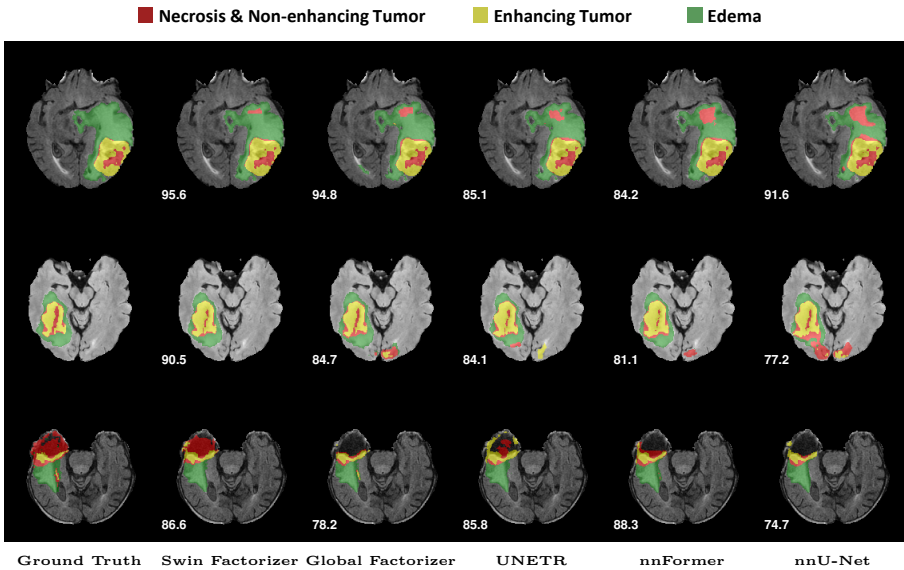 Necrosis & Non-enhancing Tumor Enhancing Tumor Edema
95.6 94.8 85.1 84.2 91.6
90.5 84.7 84.1 81.1 77.2
86.6 78.2 85.8 88.3 74.7
Ground Truth Swin Factorizer Global Factorizer UNETR nnFormer nnU-Net